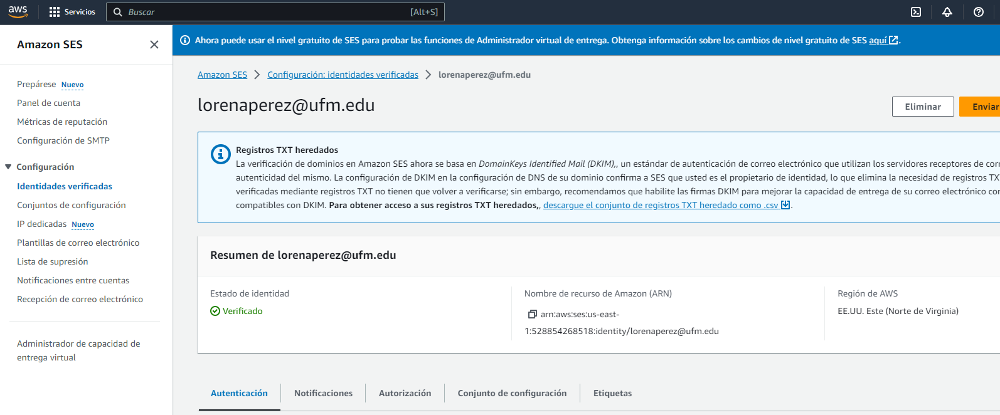 aws
Servicios
Buscar
[Alt+S]
Amazon SES
Prepárese Nuevo
Panel de cuenta
Métricas de reputación
Configuración de SMTP
Configuración
Identidades verificadas
Conjuntos de configuración
IP dedicadas Nuevo
Plantillas de correo electrónico
Lista de supresión
Notificaciones entre cuentas
Recepción de correo electrónico
Administrador de capacidad de
entrega virtual
Ahora puede usar el nivel gratuito de SES para probar las funciones de Administrador virtual de entrega. Obtenga información sobre los cambios de nivel gratuito de SES aquí.
Amazon SES > Configuración: identidades verificadas > lorenaperez@ufm.edu
lorenaperez@ufm.edu
Eliminar
Enviar
Registros TXT heredados
La verificación de dominios en Amazon SES ahora se basa en DomainKeys Identified Mail (DKIM),, un estándar de autenticación de correo electrónico que utilizan los servidores receptores de cor
autenticidad del mismo. La configuración de DKIM en la configuración de DNS de su dominio confirma a SES que usted es el propietario de identidad, lo que elimina la necesidad de registros TX
verificadas mediante registros TXT no tienen que volver a verificarse; sin embargo, recomendamos que habilite las firmas DKIM para mejorar la capacidad de entrega de su correo electrónico con
compatibles con DKIM. Para obtener acceso a sus registros TXT heredados,, descargue el conjunto de registros TXT heredado como .csv.
Resumen de lorenaperez@ufm.edu
Estado de identidad
Verificado
Nombre de recurso de Amazon (ARN)
arn:aws:ses:us-east-
1:528854268518:identity/lorenaperez@ufm.edu
Región de AWS
EE.UU. Este (Norte de Virginia)
Autenticación
Notificaciones
Autorización
Conjunto de configuración
Etiquetas